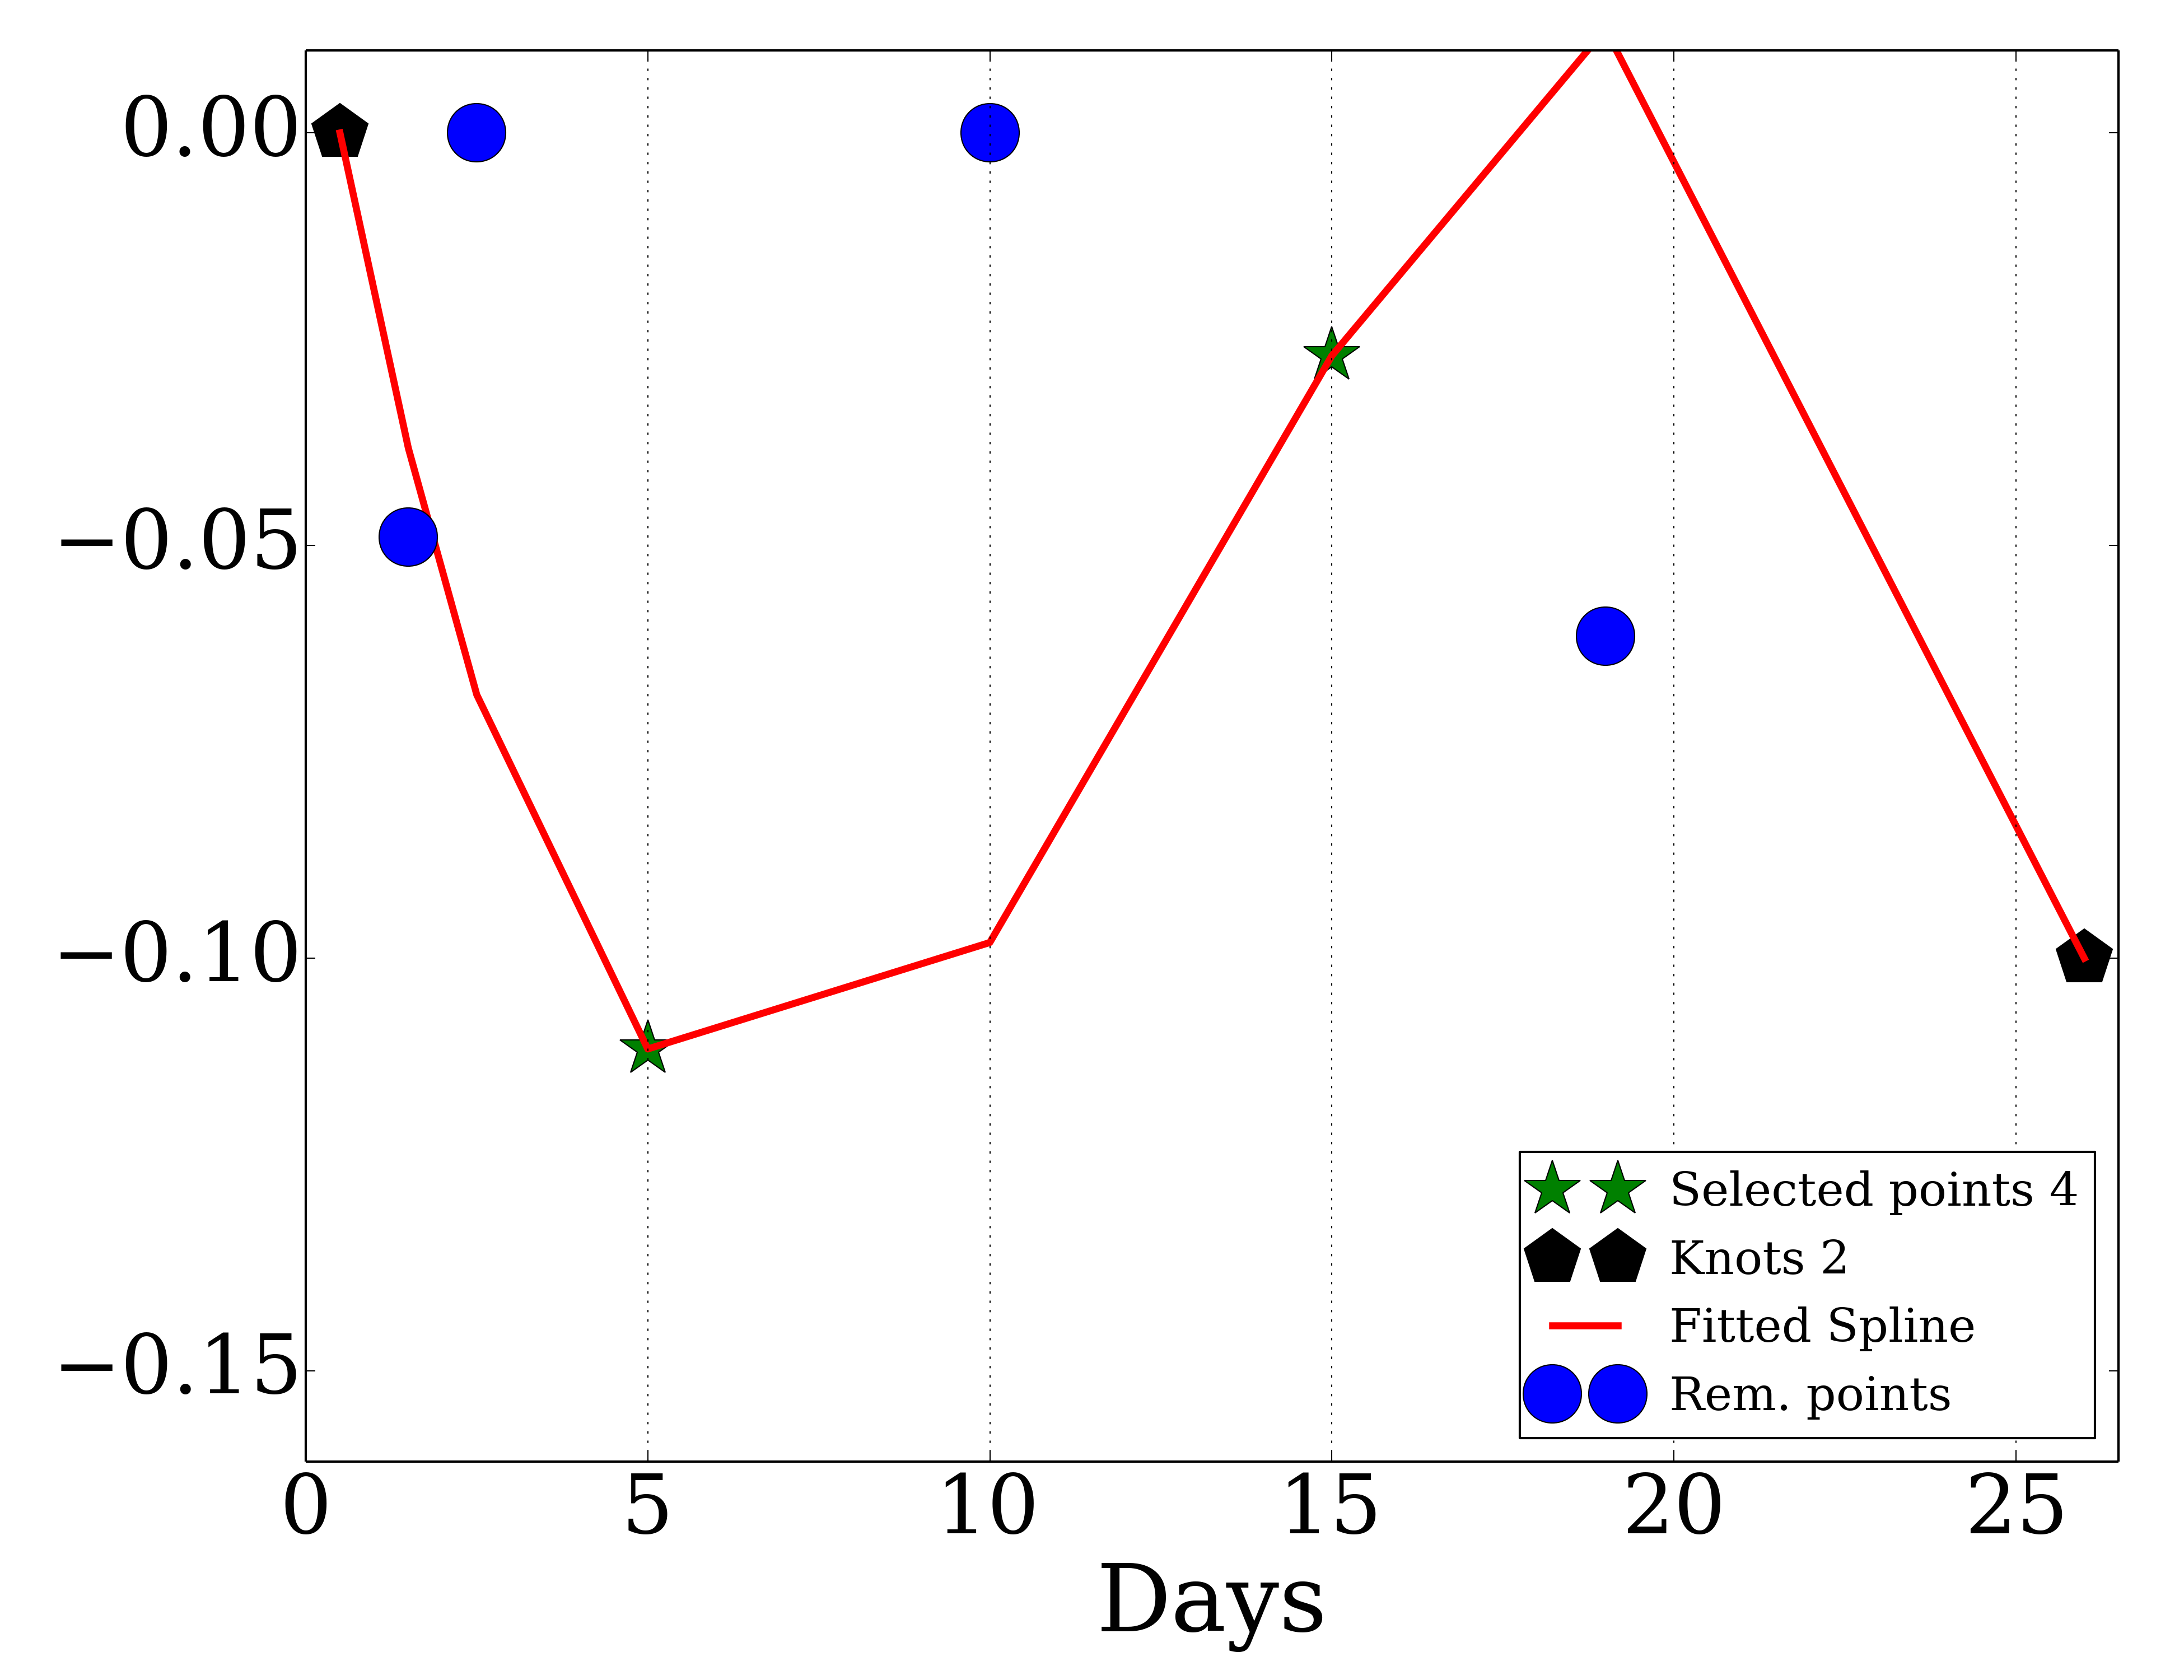 0.00
−0.05
−0.10
−0.15
0 5 10 15 20 25
Days
Selected points 4
Knots 2
Fitted Spline
Rem. points